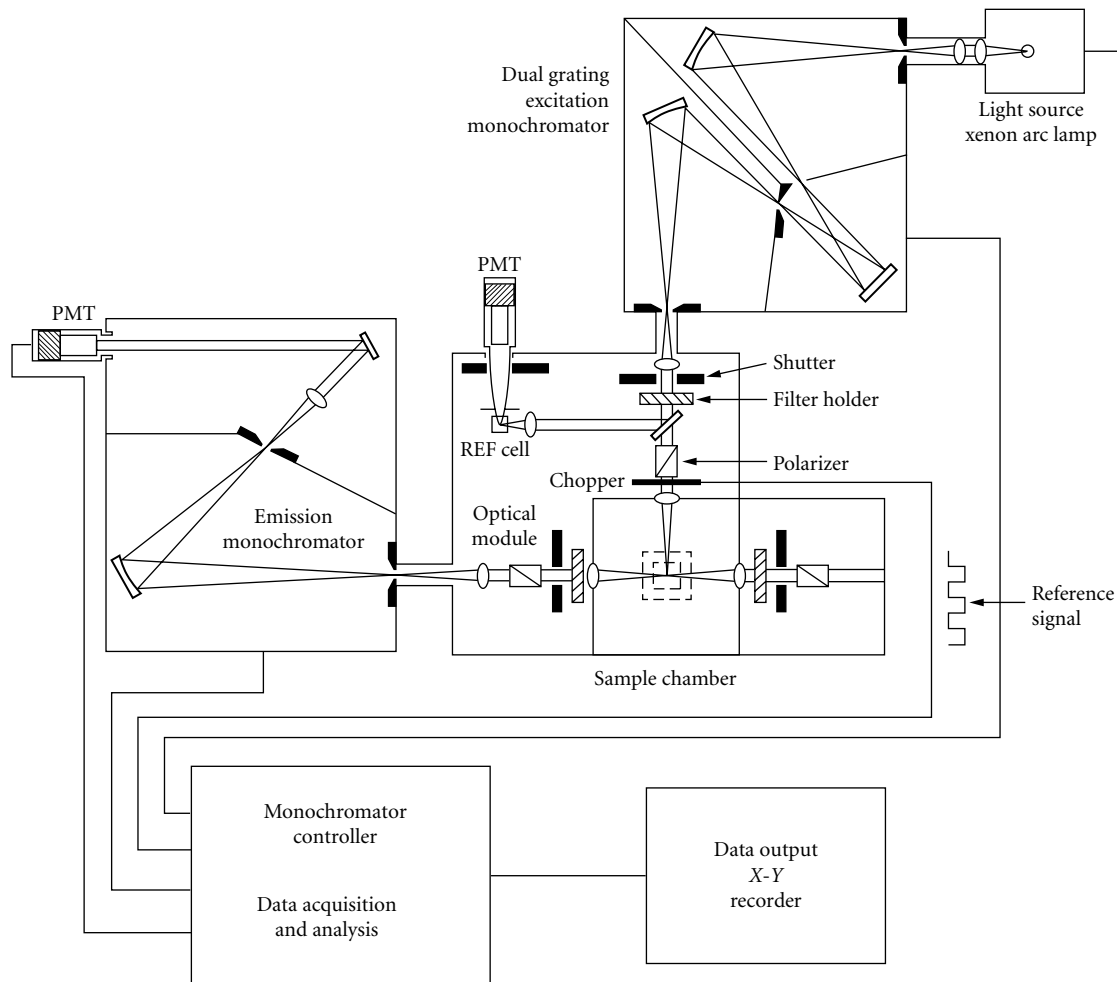 Dual grating
excitation
monochromator
Light source
xenon arc lamp
PMT
PMT
Shutter
Filter holder
REF cell
Polarizer
Chopper
Optical
module
Emission
monochromator
Reference
signal
Sample chamber
Monochromator
controller
Data acquisition
and analysis
Data output
X-Y
recorder